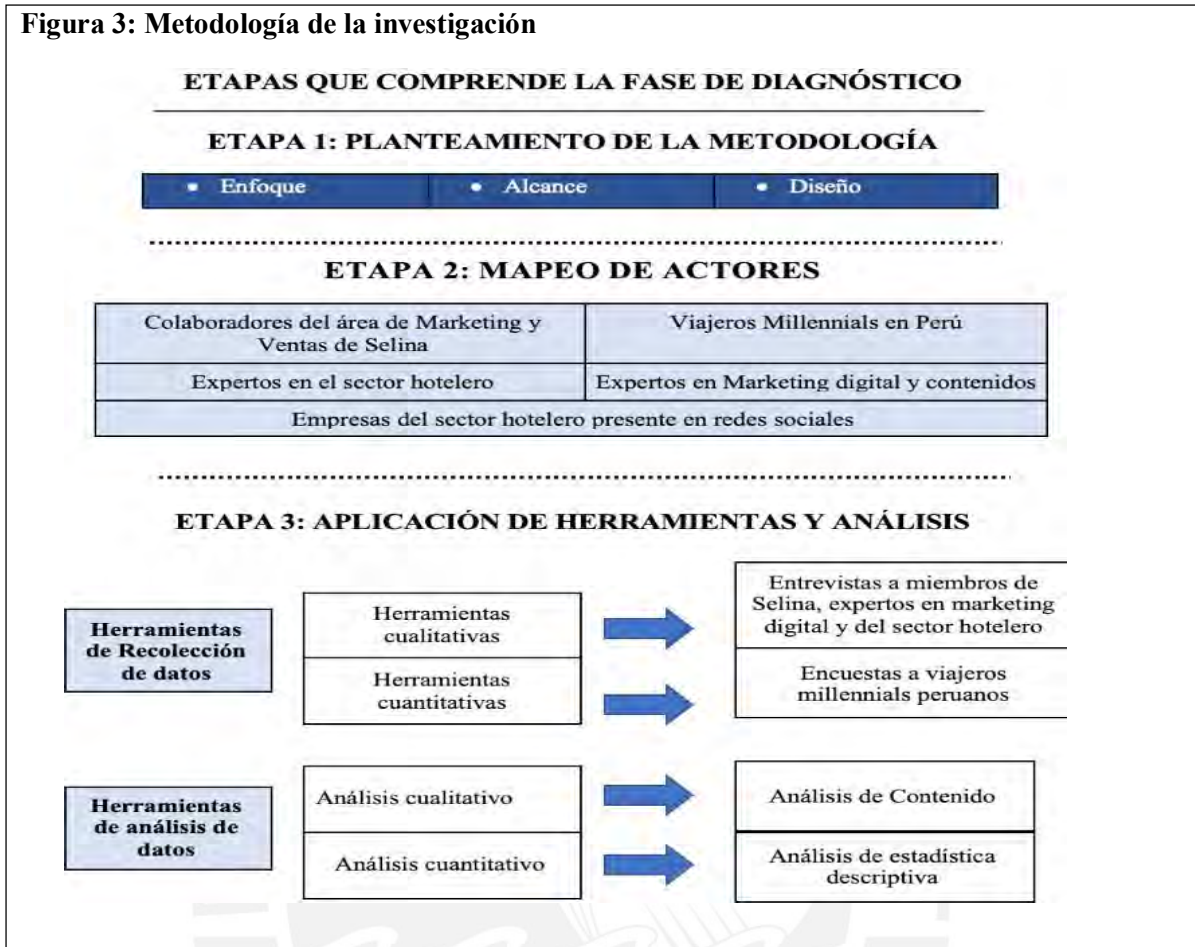 Figura 3: Metodología de la investigación
ETAPAS QUE COMPRENDE LA FASE DE DIAGNÓSTICO
ETAPA 1: PLANTEAMIENTO DE LA METODOLOGÍA
• Enfoque
• Alcance
• Diseño
ETAPA 2: MAPEO DE ACTORES
Colaboradores del área de Marketing y
Ventas de Selina
Viajeros Millennials en Perú
Expertos en el sector hotelero
Expertos en Marketing digital y contenidos
Empresas del sector hotelero presente en redes sociales
ETAPA 3: APLICACIÓN DE HERRAMIENTAS Y ANÁLISIS
Herramientas
de Recolección
de datos
Herramientas
cualitativas
Entrevistas a miembros de
Selina, expertos en marketing
digital y del sector hotelero
Herramientas
cuantitativas
Encuestas a viajeros
millennials peruanos
Herramientas
de análisis de
datos
Análisis cualitativo
Análisis de Contenido
Análisis cuantitativo
Análisis de estadística
descriptiva